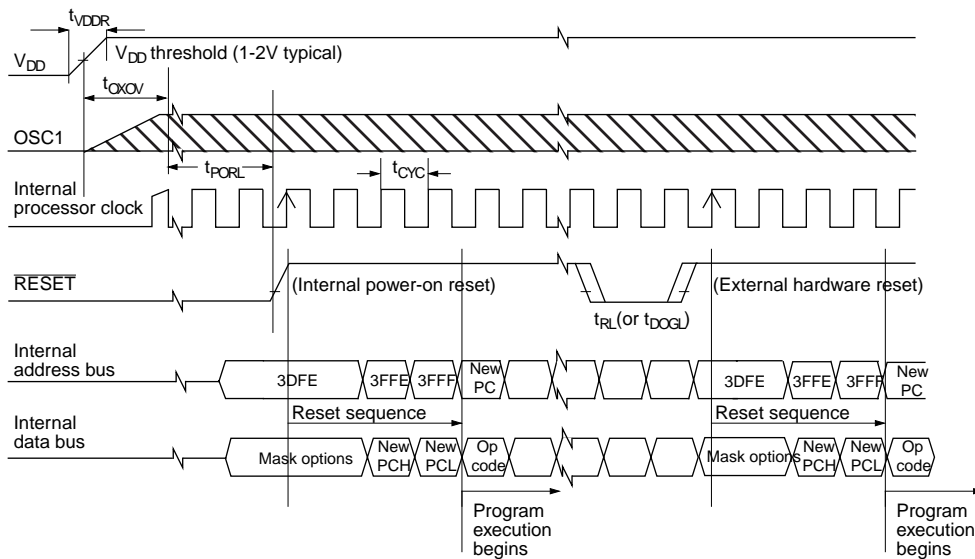 tVDDR
VDD
VDD threshold (1-2V typical)
tOXOV
OSC1
tPORL
tCYC
Internal
processor clock
RESET
(Internal power-on reset)
(External hardware reset)
tRL(or tDOGL)
Internal
address bus
3DFE
3FFE
3FFF
New
PC
3DFE
3FFE
3FFF
New
PC
Reset sequence
Reset sequence
Internal
data bus
Mask options
New
PCH
New
PCL
Op
code
Mask options
New
PCH
New
PCL
Op
code
Program
execution
begins
Program
execution
begins